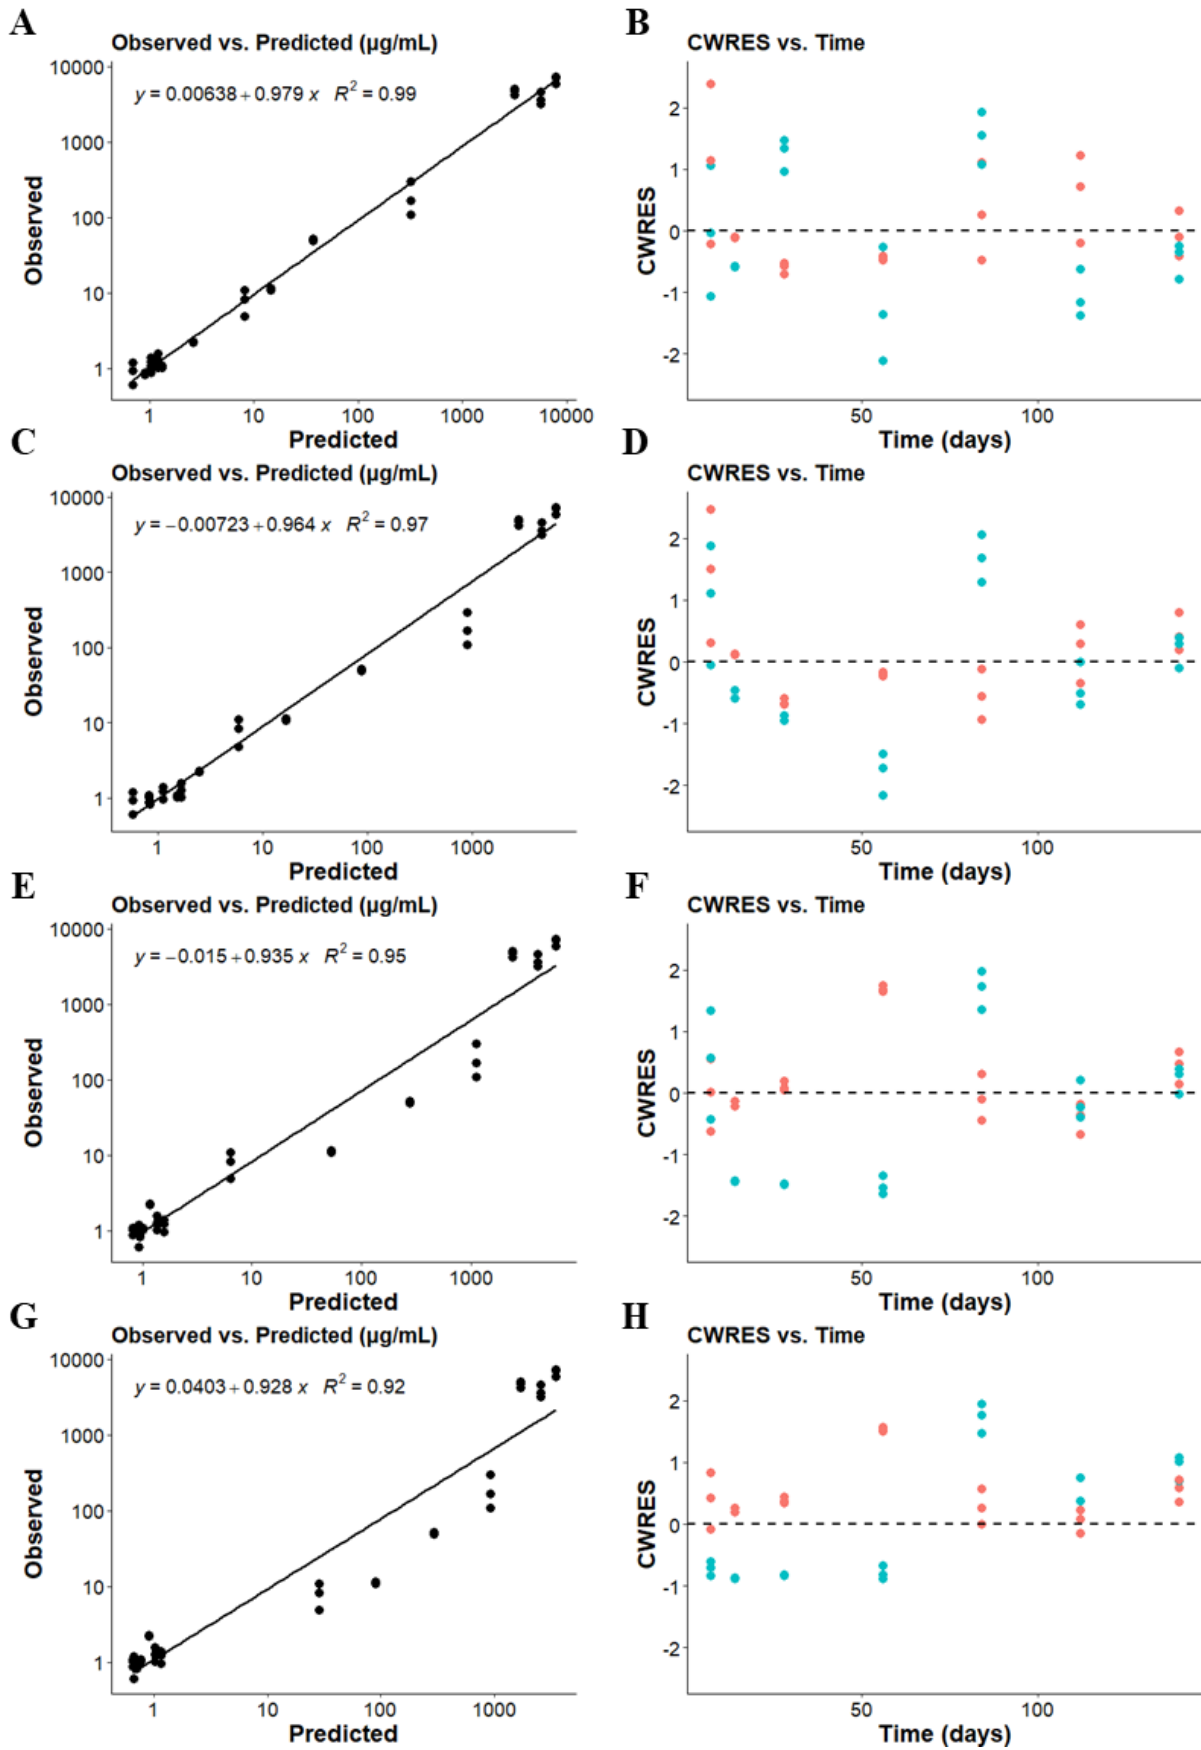 A
B
Observed vs. Predicted (µg/mL)
CWRES vs. Time
y = 0.00638 + 0.979 x R² = 0.99
10000
1000
100
10
1
Observed
1 10 100 1000 10000
Predicted
2
1
0
-1
-2
CWRES
50 100
Time (days)
C
D
Observed vs. Predicted (µg/mL)
CWRES vs. Time
y = −0.00723 + 0.964 x R² = 0.97
10000
1000
100
10
1
Observed
1 10 100 1000
Predicted
2
1
0
-1
-2
CWRES
50 100
Time (days)
E
F
Observed vs. Predicted (µg/mL)
CWRES vs. Time
y = −0.015 + 0.935 x R² = 0.95
10000
1000
100
10
1
Observed
1 10 100 1000
Predicted
2
1
0
-1
-2
CWRES
50 100
Time (days)
G
H
Observed vs. Predicted (µg/mL)
CWRES vs. Time
y = 0.0403 + 0.928 x R² = 0.92
10000
1000
100
10
1
Observed
1 10 100 1000
Predicted
2
1
0
-1
-2
CWRES
50 100
Time (days)